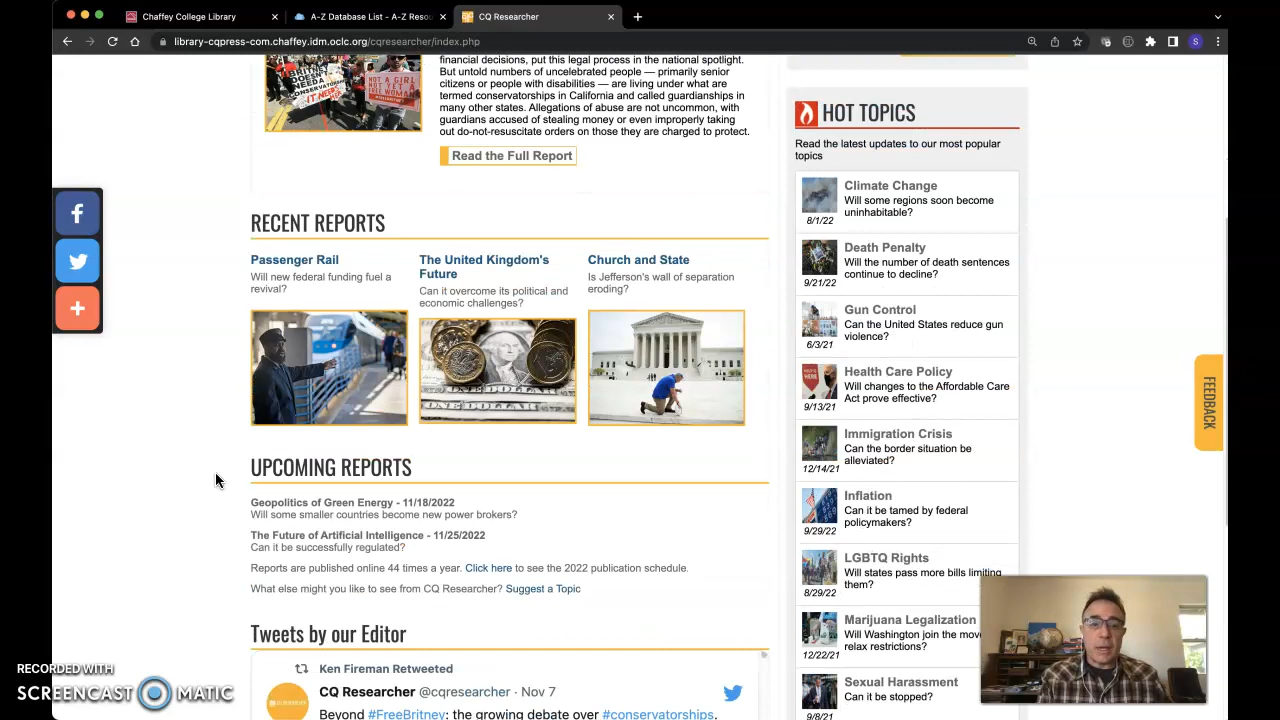 Chaffey College Library
A-Z Database List - A-Z Resou
CQ Researcher
library-cqpress-com.chaffey.idm.oclc.org/cqresearcher/index.php
S
financial decisions, put this legal process in the national spotlight.
But untold numbers of uncelebrated people — primarily senior
citizens or people with disabilities — are living under what are
termed conservatorships in California and called guardianships in
many other states. Allegations of abuse are not uncommon, with
guardians accused of stealing money or even improperly taking
out do-not-resuscitate orders on those they are charged to protect.
Read the Full Report
RECENT REPORTS
Passenger Rail
Will new federal funding fuel a
revival?
The United Kingdom's
Future
Can it overcome its political and
economic challenges?
Church and State
Is Jefferson's wall of separation
eroding?
UPCOMING REPORTS
Geopolitics of Green Energy - 11/18/2022
Will some smaller countries become new power brokers?
The Future of Artificial Intelligence - 11/25/2022
Can it be successfully regulated?
Reports are published online 44 times a year. Click here to see the 2022 publication schedule.
What else might you like to see from CQ Researcher? Suggest a Topic
Tweets by our Editor
Ken Fireman Retweeted
CQ Researcher @cqresearcher · Nov 7
Beyond #FreeBritney: the growing debate over #conservatorships.
HOT TOPICS
Read the latest updates to our most popular
topics
Climate Change
Will some regions soon become
uninhabitable?
8/1/22
Death Penalty
Will the number of death sentences
continue to decline?
9/21/22
Gun Control
Can the United States reduce gun
violence?
6/3/21
Health Care Policy
Will changes to the Affordable Care
Act prove effective?
9/13/21
Immigration Crisis
Can the border situation be
alleviated?
12/14/21
Inflation
Can it be tamed by federal
policymakers?
9/29/22
LGBTQ Rights
Will states pass more bills limiting
them?
8/29/22
Marijuana Legalization
Will Washington join the mov
relax restrictions?
12/22/21
Sexual Harassment
Can it be stopped?
9/8/21
FEEDBACK
RECORDED WITH
SCREENCAST MATIC